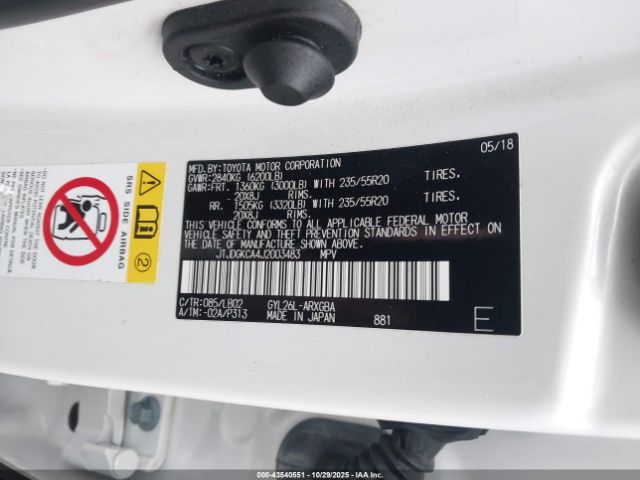 05/18
MFD.BY:TOYOTA MOTOR CORPORATION
GVWR:2840KG (6200LB)
GAWR:FRT. 1360KG (3000LB) WITH 235/55R20 TIRES.
20X8J RIMS.
RR. 1505KG (3320LB) WITH 235/55R20 TIRES.
20X8J RIMS.
THIS VEHICLE CONFORMS TO ALL APPLICABLE FEDERAL MOTOR
VEHICLE SAFETY AND THEFT PREVENTION STANDARDS IN EFFECT ON
THE DATE OF MANUFACTURE SHOWN ABOVE.
JTJDGKCA4J2003483 MPV
C/TR:085/LB02 GYL26L-ARXGBA
A/TM:-02A/P313 MADE IN JAPAN 881 E
SRS SIDE AIRBAG
00-43540551 - 10/29/2025 - COPYRIGHT IAA, LLC